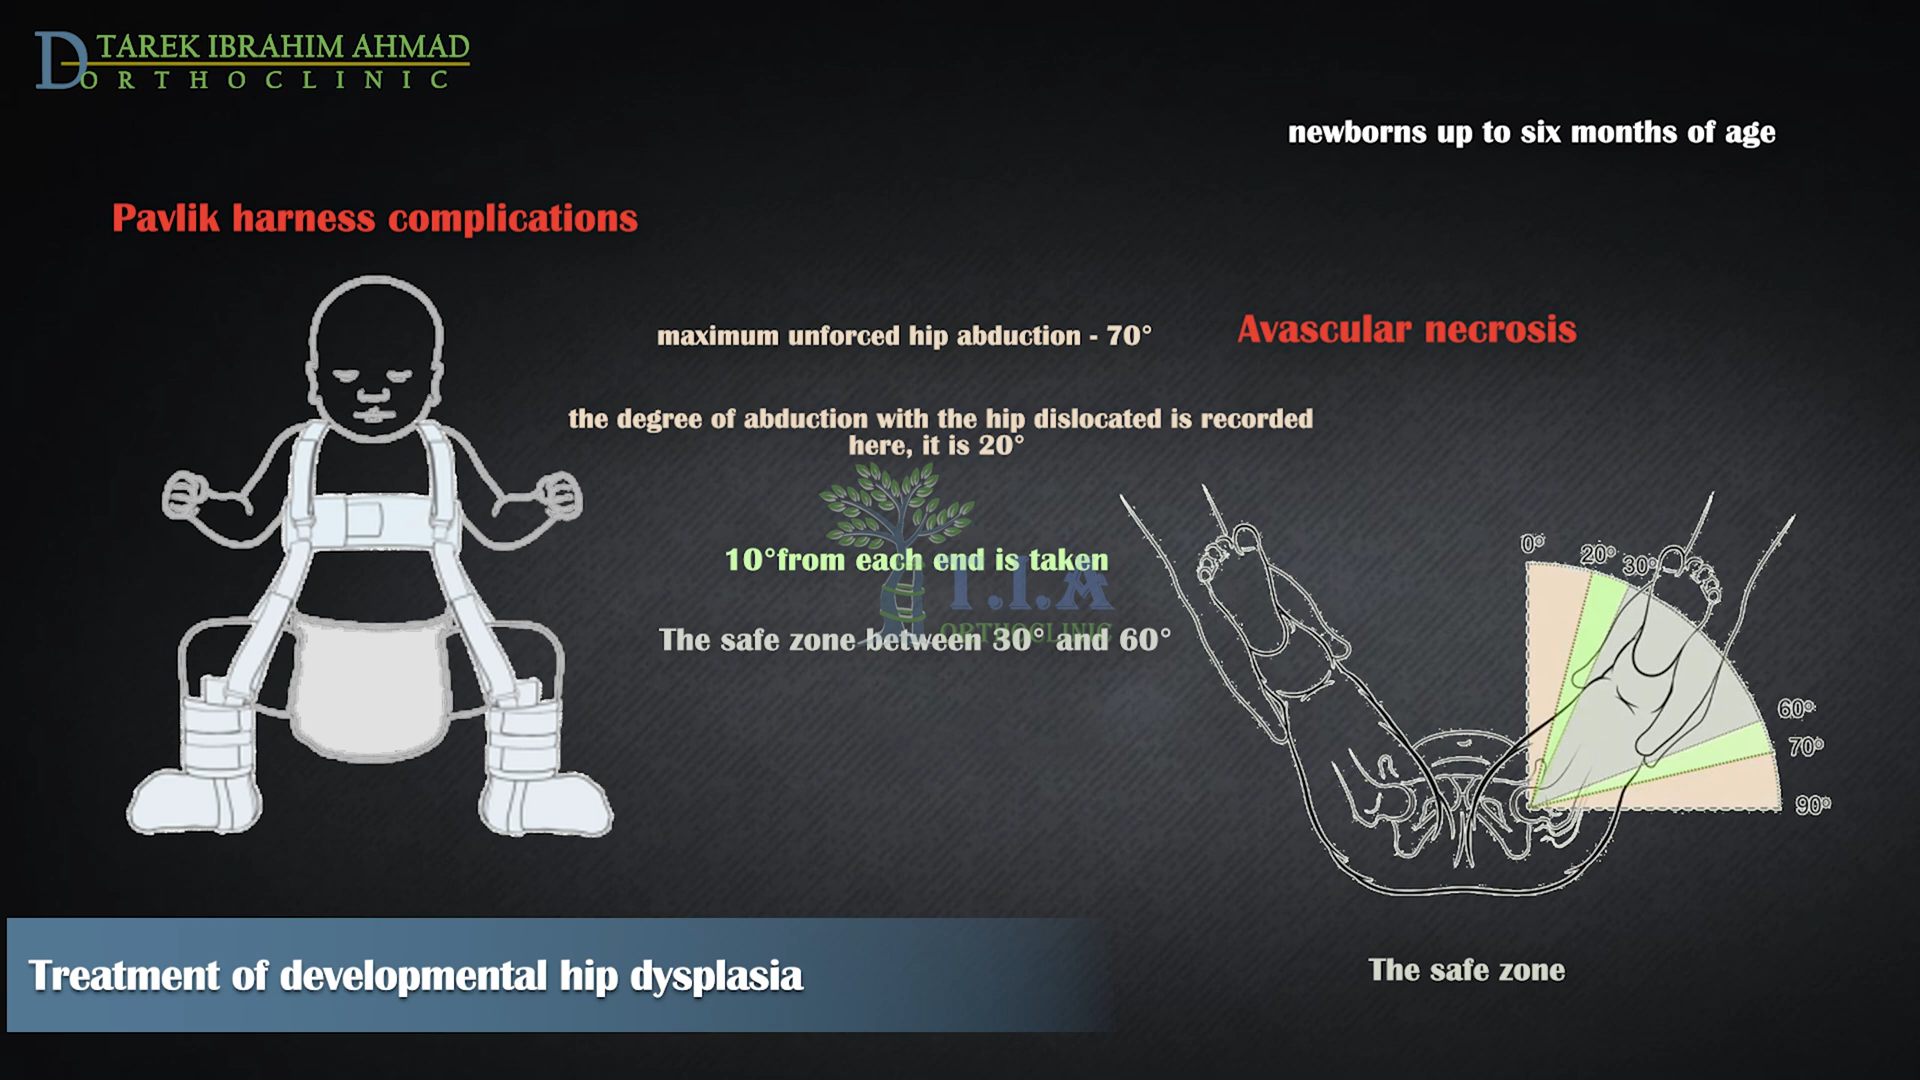 D TAREK IBRAHIM AHMAD
ORTHOCLINIC
newborns up to six months of age
Pavlik harness complications
maximum unforced hip abduction - 70°
Avascular necrosis
the degree of abduction with the hip dislocated is recorded
here, it is 20°
10°from each end is taken
T.I.A
ORTHOCLINIC
The safe zone between 30° and 60°
0°
20°
30°
60°
70°
90°
The safe zone
Treatment of developmental hip dysplasia